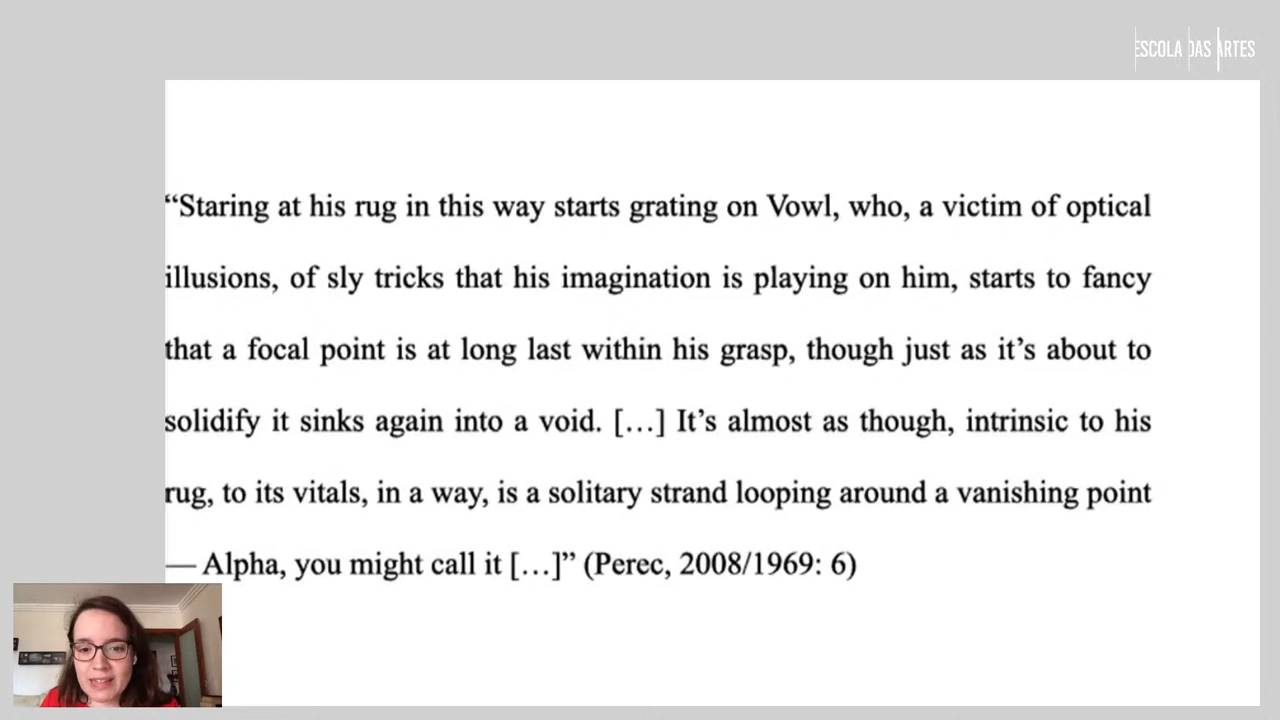 ESCOLA DAS ARTES
“Staring at his rug in this way starts grating on Vowl, who, a victim of optical
illusions, of sly tricks that his imagination is playing on him, starts to fancy
that a focal point is at long last within his grasp, though just as it’s about to
solidify it sinks again into a void. […] It’s almost as though, intrinsic to his
rug, to its vitals, in a way, is a solitary strand looping around a vanishing point
— Alpha, you might call it […]” (Perec, 2008/1969: 6)